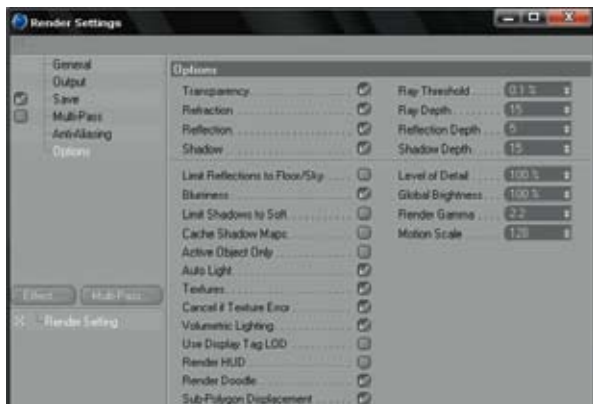 Render Settings
General
Output
Save
Multi-Pass
Anti-Aliasing
Options
Effect...
Multi-Pass...
Render Setting
Options
Transparency
Refraction
Reflection
Shadow
Ray Threshold 0.1 %
Ray Depth 15
Reflection Depth 5
Shadow Depth 15
Limit Reflections to Floor/Sky
Blurriness
Limit Shadows to Soft
Cache Shadow Maps
Active Object Only
Auto Light
Textures
Cancel if Texture Error
Volumetric Lighting
Use Display Tag LOD
Render HUD
Render Doodle
Sub-Polygon Displacement
Level of Detail 100 %
Global Brightness 100 %
Render Gamma 2.2
Motion Scale 128